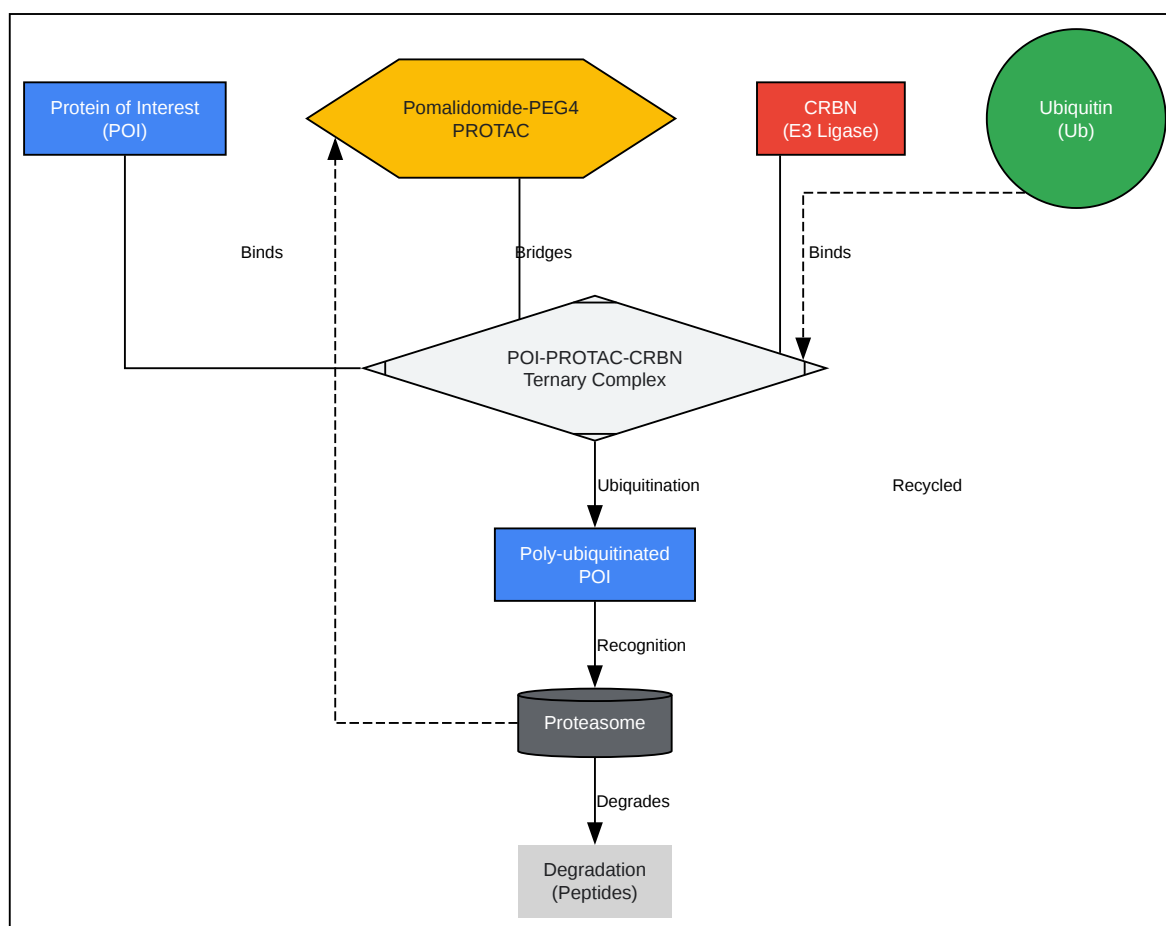 Protein of Interest
(POI)
Pomalidomide-PEG4
PROTAC
CRBN
(E3 Ligase)
Ubiquitin
(Ub)
Binds
Bridges
Binds
POI-PROTAC-CRBN
Ternary Complex
Ubiquitination
Recycled
Poly-ubiquitinated
POI
Recognition
Proteasome
Degrades
Degradation
(Peptides)